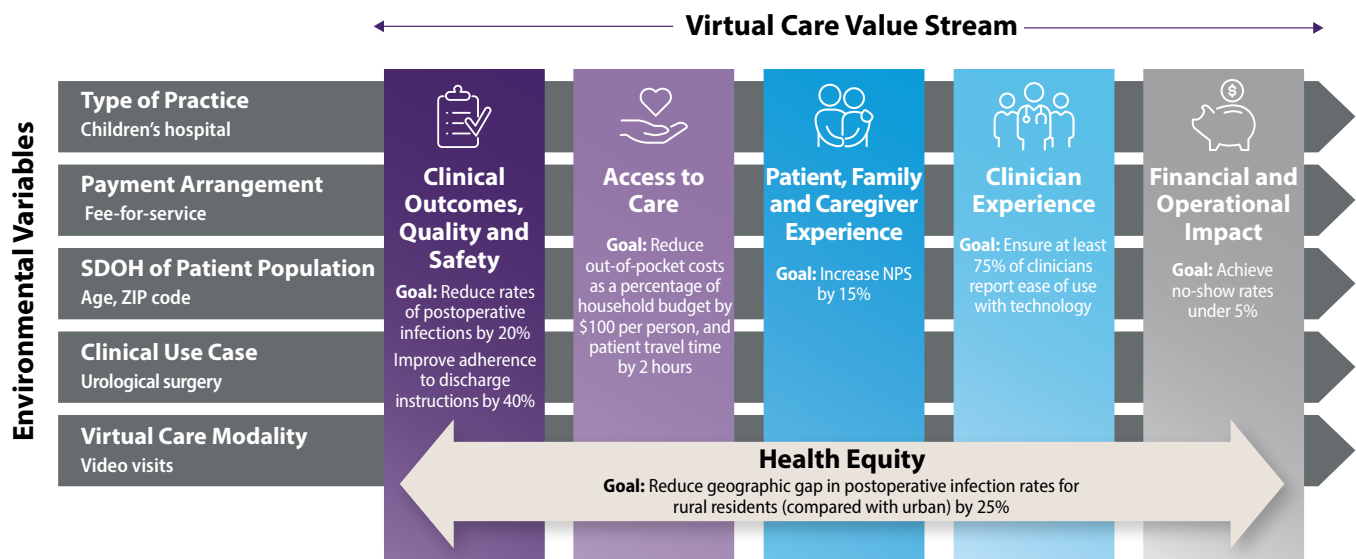 Virtual Care Value Stream
Environmental Variables
Type of Practice
Children’s hospital
Payment Arrangement
Fee-for-service
SDOH of Patient Population
Age, ZIP code
Clinical Use Case
Urological surgery
Virtual Care Modality
Video visits
Clinical
Outcomes,
Quality and
Safety
Goal: Reduce rates
of postoperative
infections by 20%
Improve adherence
to discharge
instructions by 40%
Access to
Care
Goal: Reduce
out-of-pocket costs
as a percentage of
household budget by
$100 per person, and
patient travel time
by 2 hours
Patient, Family
and Caregiver
Experience
Goal: Increase NPS
by 15%
Clinician
Experience
Goal: Ensure at least
75% of clinicians
report ease of use
with technology
$
Financial and
Operational
Impact
Goal: Achieve
no-show rates
under 5%
Health Equity
Goal: Reduce geographic gap in postoperative infection rates for
rural residents (compared with urban) by 25%